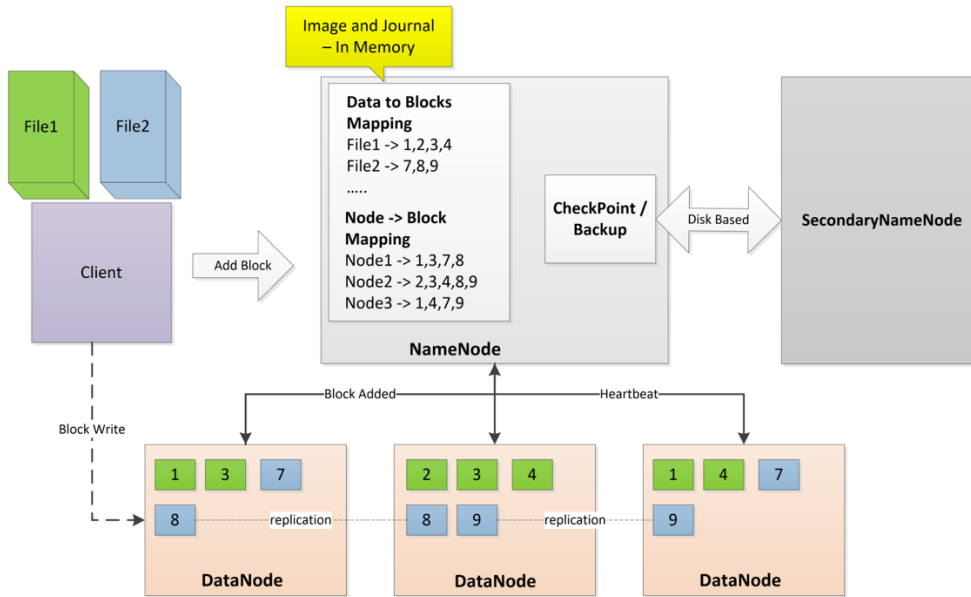 Image and Journal
– In Memory
File1
File2
Client
Add Block
Data to Blocks
Mapping
File1 -> 1,2,3,4
File2 -> 7,8,9
…..
Node -> Block
Mapping
Node1 -> 1,3,7,8
Node2 -> 2,3,4,8,9
Node3 -> 1,4,7,9
CheckPoint /
Backup
NameNode
Disk Based
SecondaryNameNode
Block Added
Heartbeat
Block Write
1 3 7
8
DataNode
replication
2 3 4
8 9
DataNode
replication
1 4 7
9
DataNode